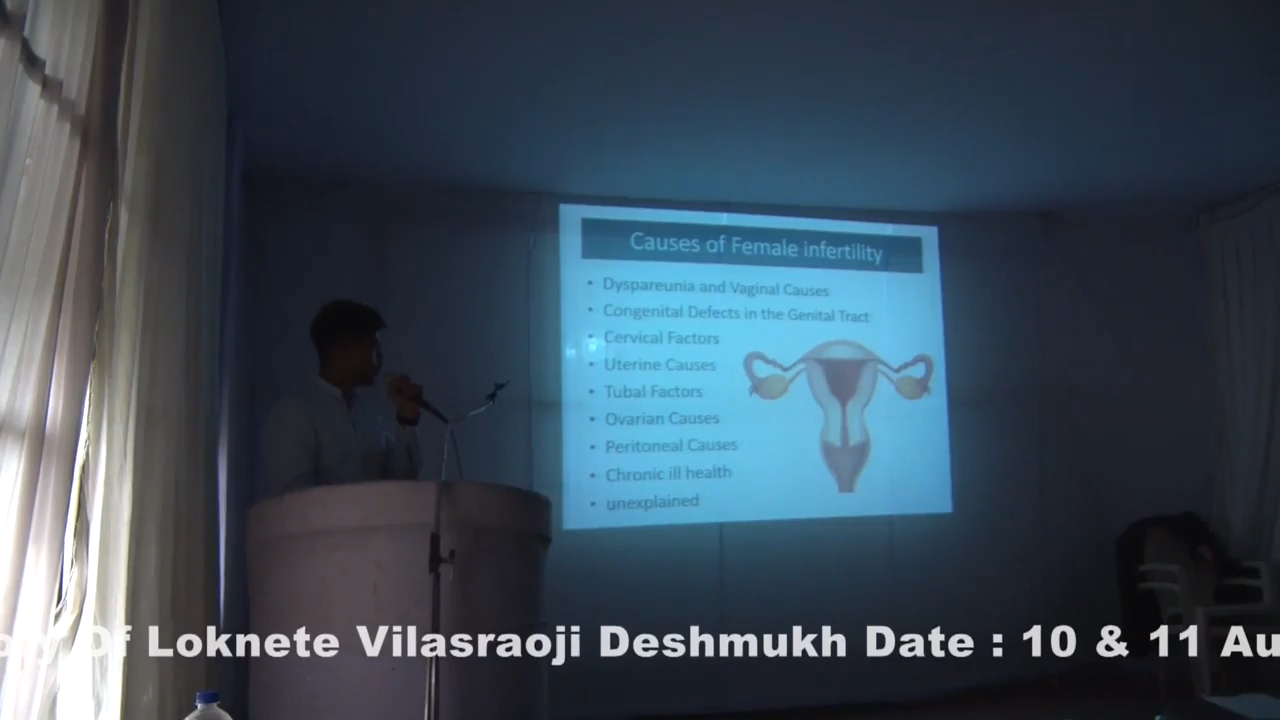 Causes of Female infertility
• Dyspareunia and Vaginal Causes
• Congenital Defects in the Genital Tract
• Cervical Factors
• Uterine Causes
• Tubal Factors
• Ovarian Causes
• Peritoneal Causes
• Chronic ill health
• unexplained
Of Loknete Vilasraoji Deshmukh Date : 10 & 11 Au